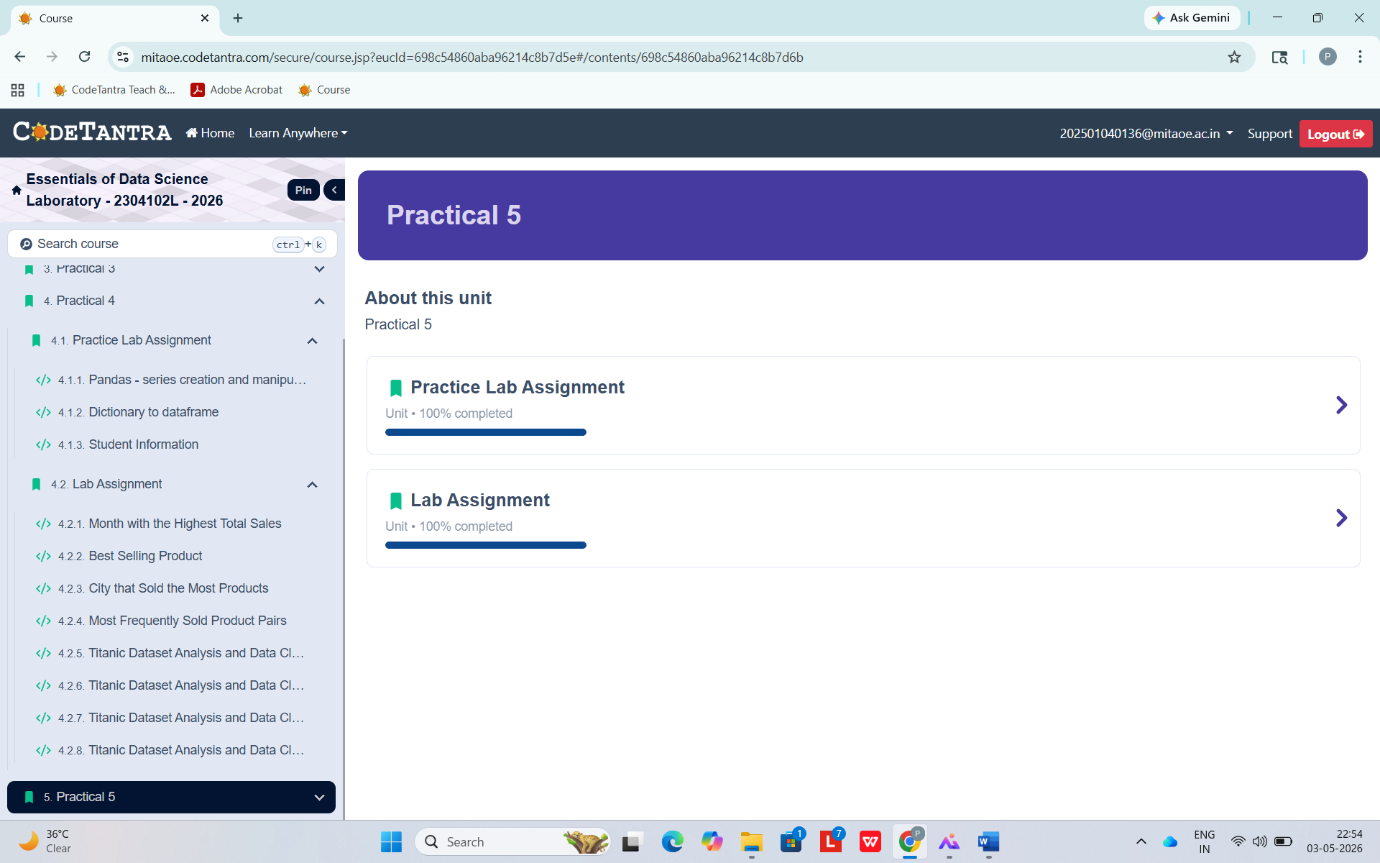 Course
Ask Gemini
mitaoe.codetantra.com/secure/course.jsp?eucId=698c54860aba96214c8b7d5e#/contents/698c54860aba96214c8b7d6b
P
CodeTantra Teach &...
Adobe Acrobat
Course
CODETANTRA
Home
Learn Anywhere
202501040136@mitaoe.ac.in
Support
Logout
Essentials of Data Science
Laboratory - 2304102L - 2026
Pin
Search course
ctrl + k
3. Practical 3
4. Practical 4
4.1. Practice Lab Assignment
4.1.1. Pandas - series creation and manipu...
4.1.2. Dictionary to dataframe
4.1.3. Student Information
4.2. Lab Assignment
4.2.1. Month with the Highest Total Sales
4.2.2. Best Selling Product
4.2.3. City that Sold the Most Products
4.2.4. Most Frequently Sold Product Pairs
4.2.5. Titanic Dataset Analysis and Data Cl...
4.2.6. Titanic Dataset Analysis and Data Cl...
4.2.7. Titanic Dataset Analysis and Data Cl...
4.2.8. Titanic Dataset Analysis and Data Cl...
5. Practical 5
Practical 5
About this unit
Practical 5
Practice Lab Assignment
Unit • 100% completed
Lab Assignment
Unit • 100% completed
36°C
Clear
Search
1
L
7
W
P
W
ENG
IN
22:54
03-05-2026